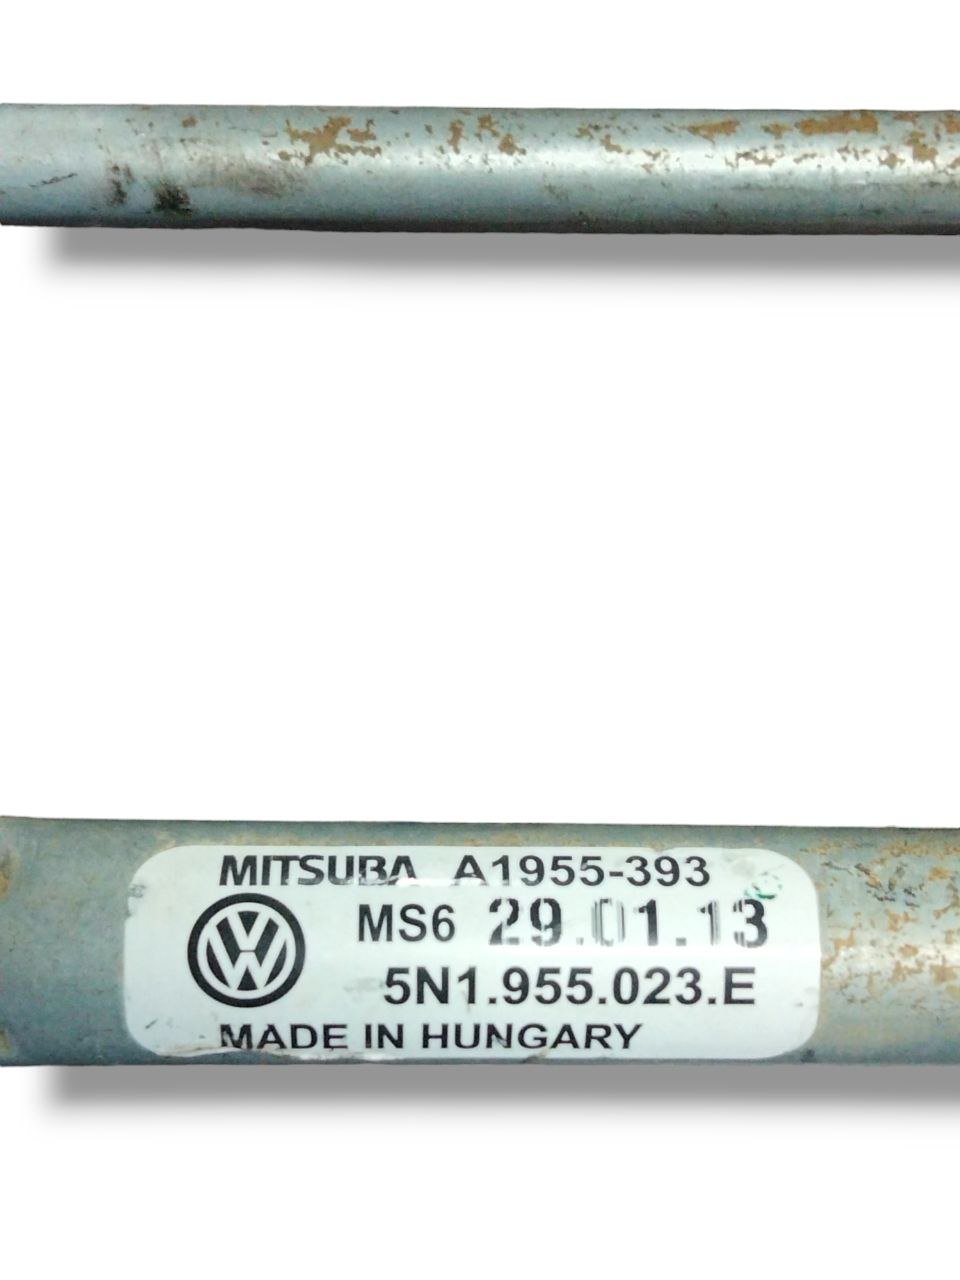 MITSUBA A1955-393
MS6 29.01.13
5N1.955.023.E
MADE IN HUNGARY